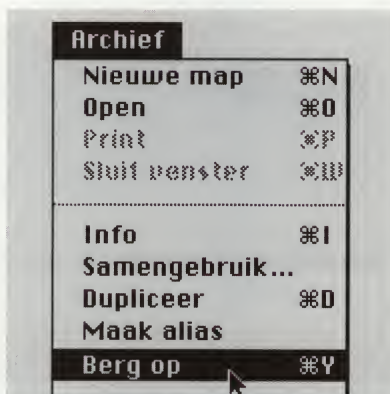 Archief
Nieuwe map ⌘N
Open ⌘O
Print ⌘P
Sluit venster ⌘W
Info ⌘I
Samengebruik...
Dupliceer ⌘D
Maak alias
Berg op ⌘Y